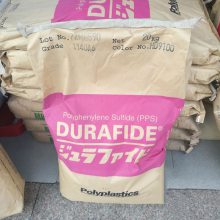 Lot No.
Net 20kg
Grade 1140A6
Color No. HD9100
Polyphenylene Sulfide (PPS)
DURAFIDE®
ジュラファイド
Polyplastics